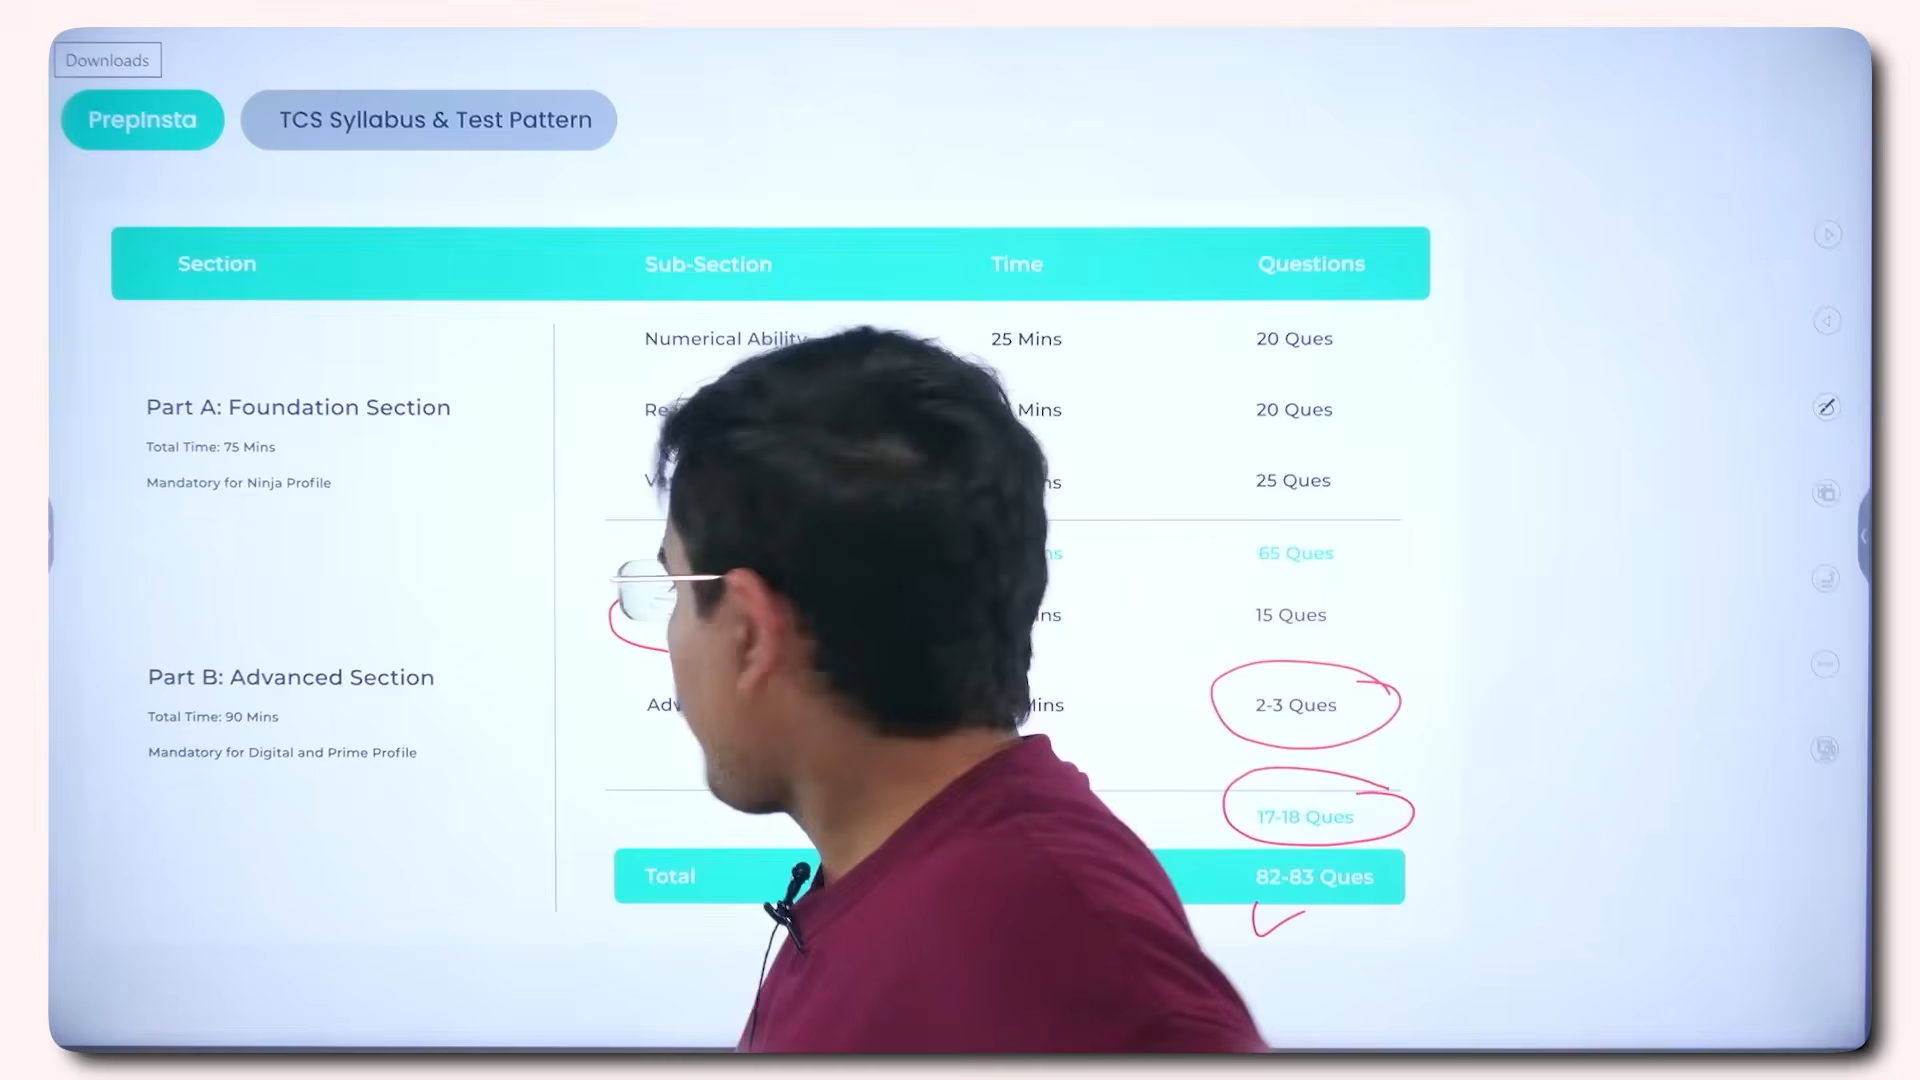 Downloads
PrepInsta
TCS Syllabus & Test Pattern
Section Sub-Section Time Questions
Numerical Ability 25 Mins 20 Ques
Part A: Foundation Section
Mins 20 Ques
Total Time: 75 Mins
Mandatory for Ninja Profile
25 Ques
65 Ques
15 Ques
Part B: Advanced Section
Total Time: 90 Mins
2-3 Ques
Mandatory for Digital and Prime Profile
17-18 Ques
Total 82-83 Ques